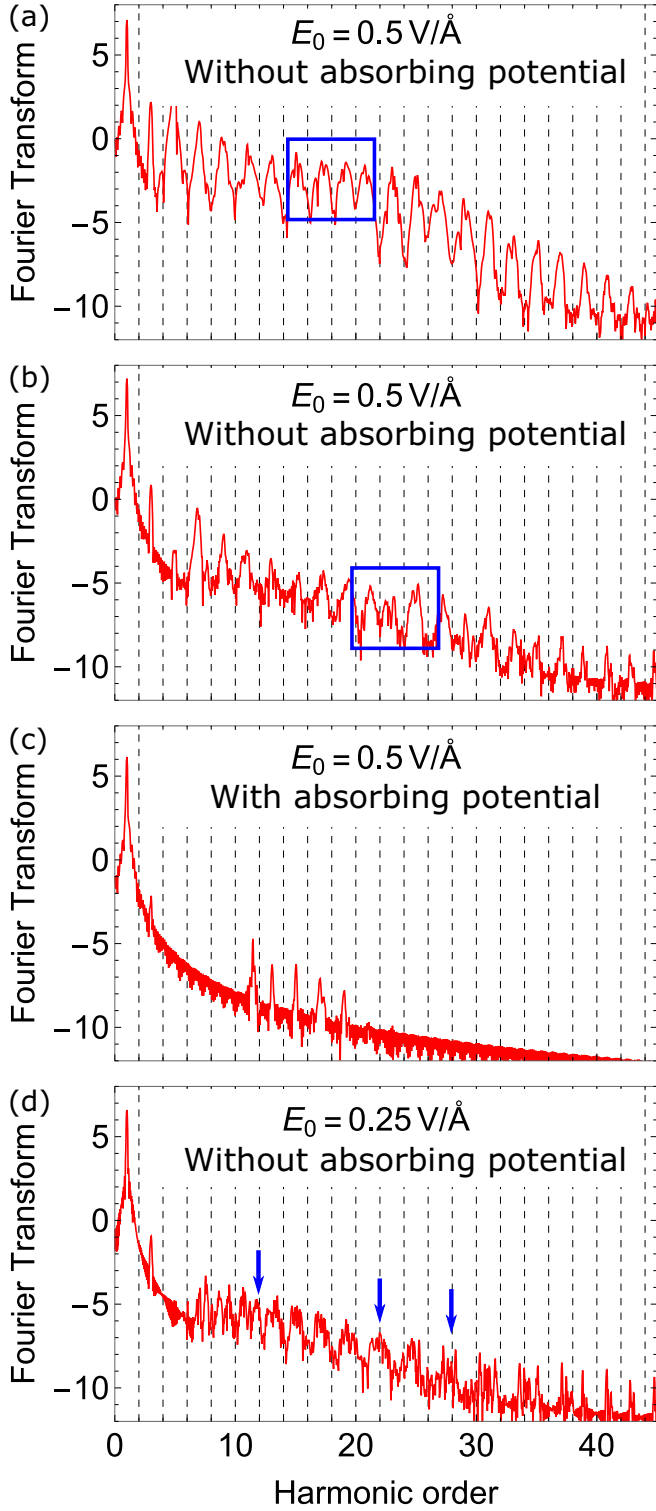 (a)
E₀ = 0.5 V/Å
Without absorbing potential
Fourier Transform
5
0
−5
−10
(b)
E₀ = 0.5 V/Å
Without absorbing potential
Fourier Transform
5
0
−5
−10
(c)
E₀ = 0.5 V/Å
With absorbing potential
Fourier Transform
5
0
−5
−10
(d)
E₀ = 0.25 V/Å
Without absorbing potential
Fourier Transform
5
0
−5
−10
0 10 20 30 40
Harmonic order